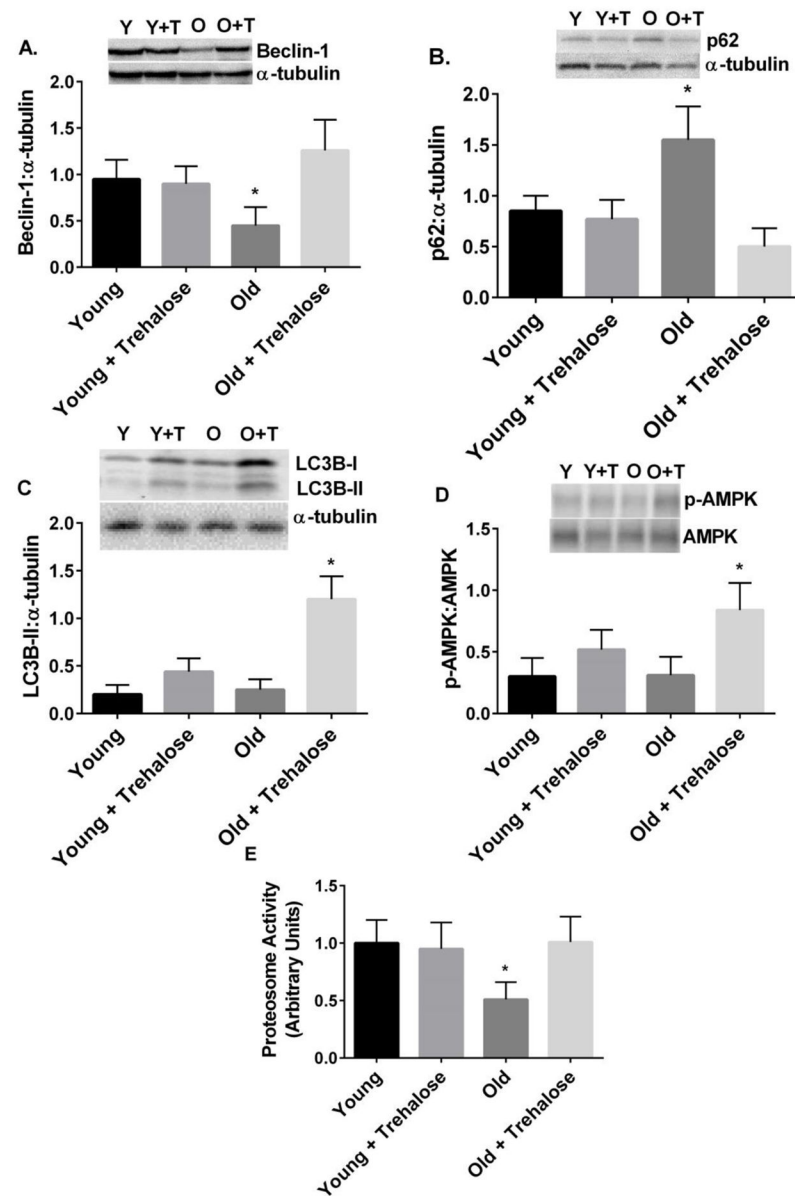 A.
Y Y+T O O+T
Beclin-1
α-tubulin
Beclin-1:α-tubulin
2.0
1.5
1.0
0.5
0.0
*
Young
Young + Trehalose
Old
Old + Trehalose
B.
Y Y+T O O+T
p62
α-tubulin
p62:α-tubulin
2.0
1.5
1.0
0.5
0.0
*
Young
Young + Trehalose
Old
Old + Trehalose
C
Y Y+T O O+T
LC3B-I
LC3B-II
α-tubulin
LC3B-II:α-tubulin
2.0
1.5
1.0
0.5
0.0
*
Young
Young + Trehalose
Old
Old + Trehalose
D
Y Y+T O O+T
p-AMPK
AMPK
p-AMPK:AMPK
1.5
1.0
0.5
0.0
*
Young
Young + Trehalose
Old
Old + Trehalose
E
Proteosome Activity
(Arbitrary Units)
1.5
1.0
0.5
0.0
*
Young
Young + Trehalose
Old
Old + Trehalose